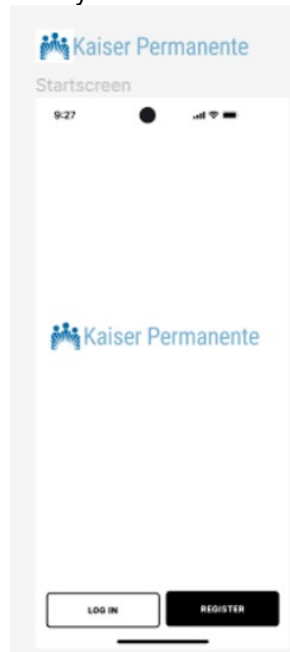 Kaiser Permanente
Startscreen
9:27
Kaiser Permanente
LOG IN REGISTER